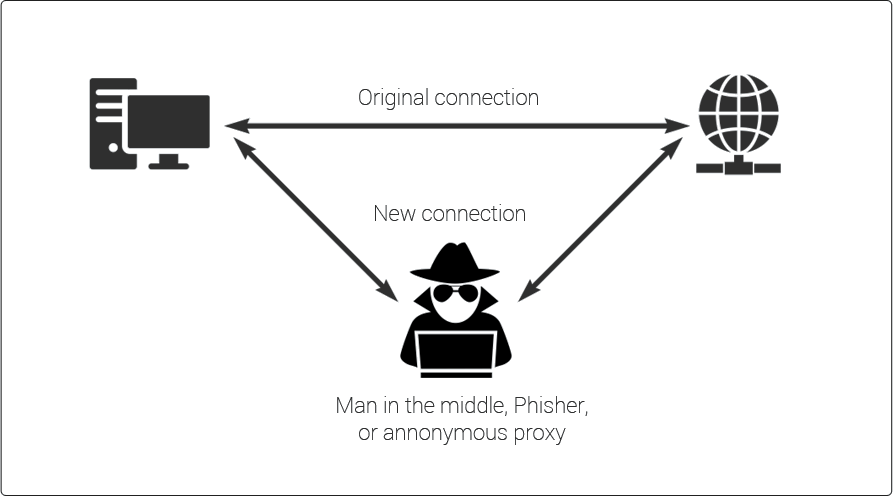 Original connection
New connection
Man in the middle, Phisher,
or annonymous proxy